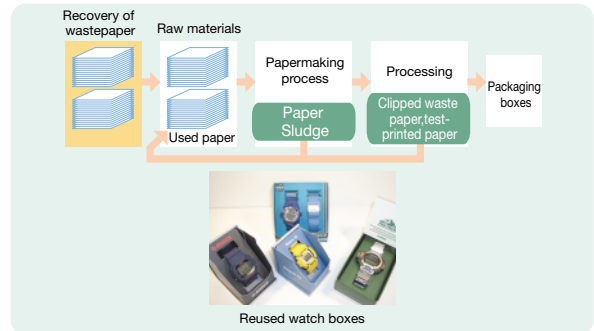 Recovery of
wastepaper
Raw materials
Used paper
Papermaking
process
Paper
Sludge
Processing
Clipped waste
paper,test-
printed paper
Packaging
boxes
Reused watch boxes